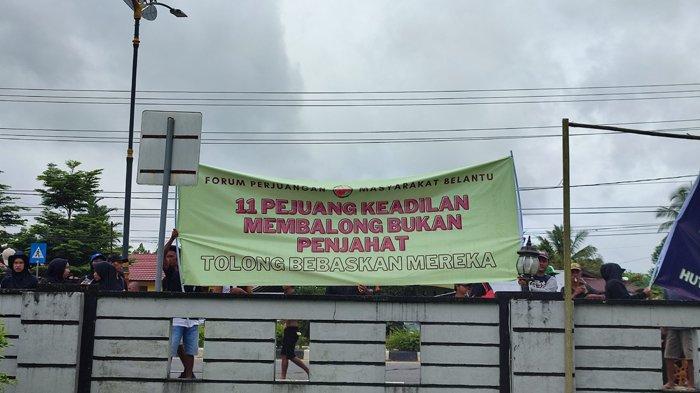 FORUM PERJUANGAN MASYARAKAT BELANTU
11 PEJUANG KEADILAN
MEMBALONG BUKAN
PENJAHAT
TOLONG BEBASKAN MEREKA